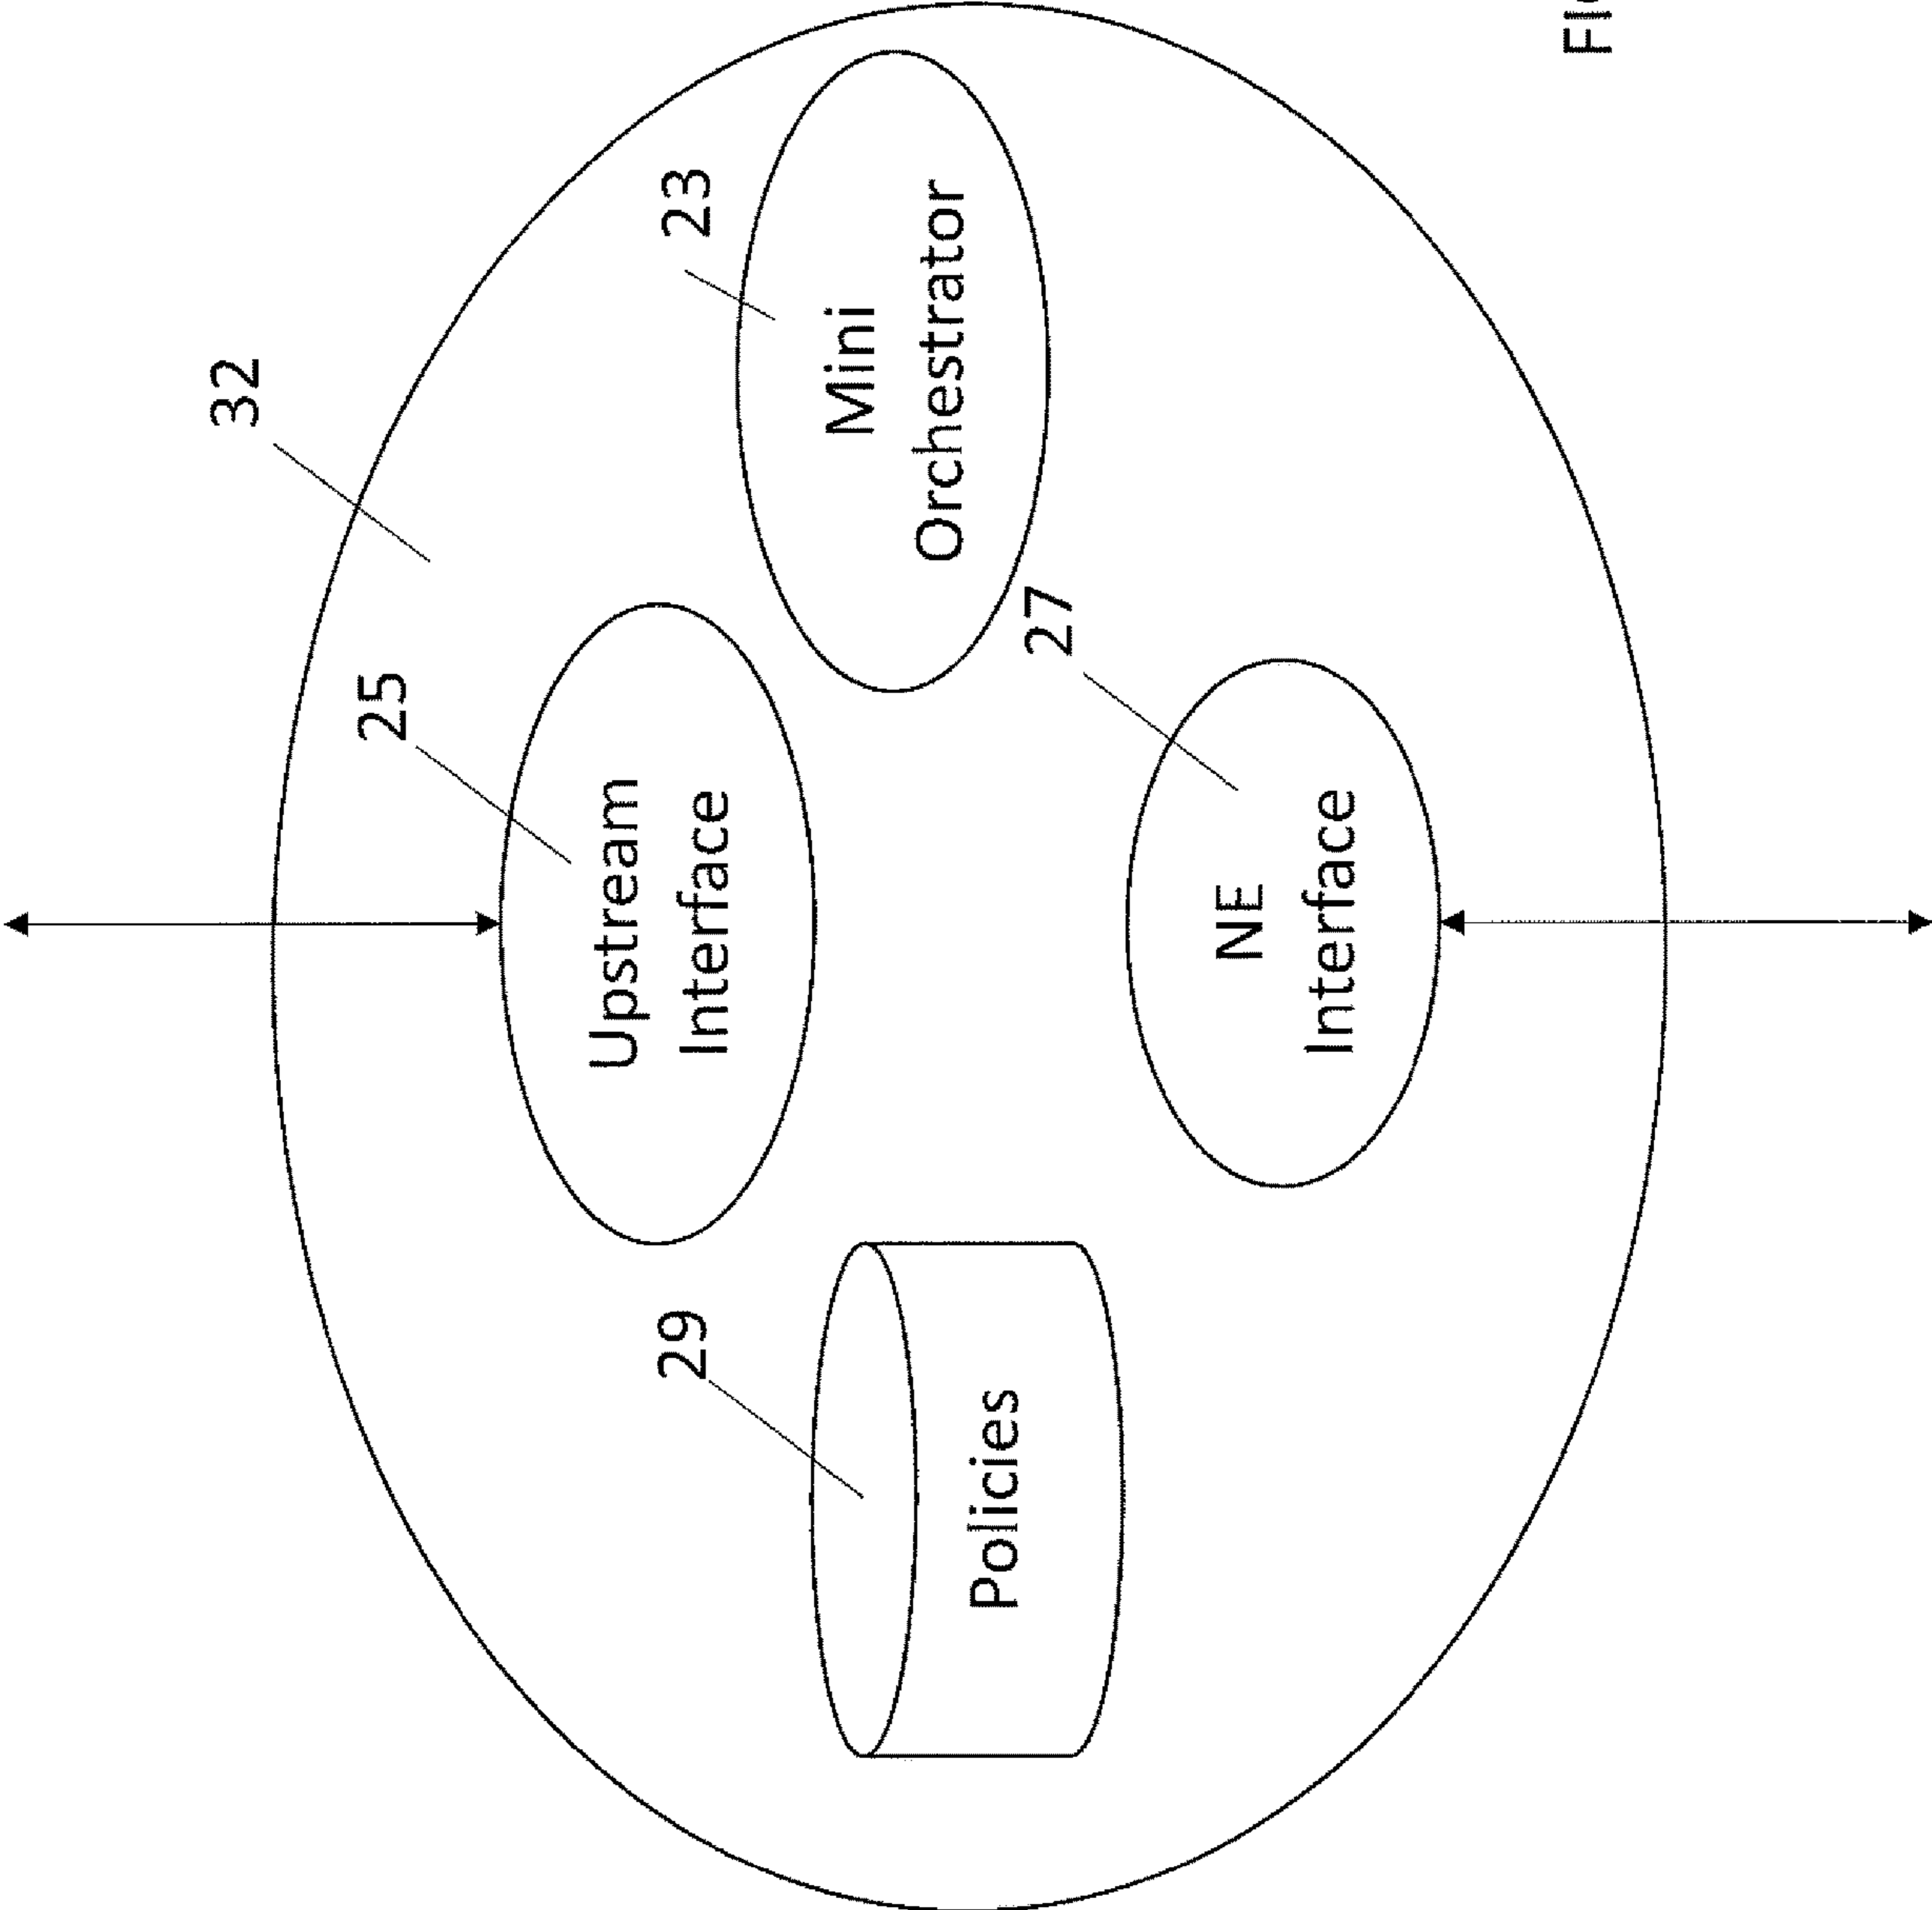 32
25
Upstream
Interface
29
23
Mini
Orchestrator
Policies
27
NE
Interface